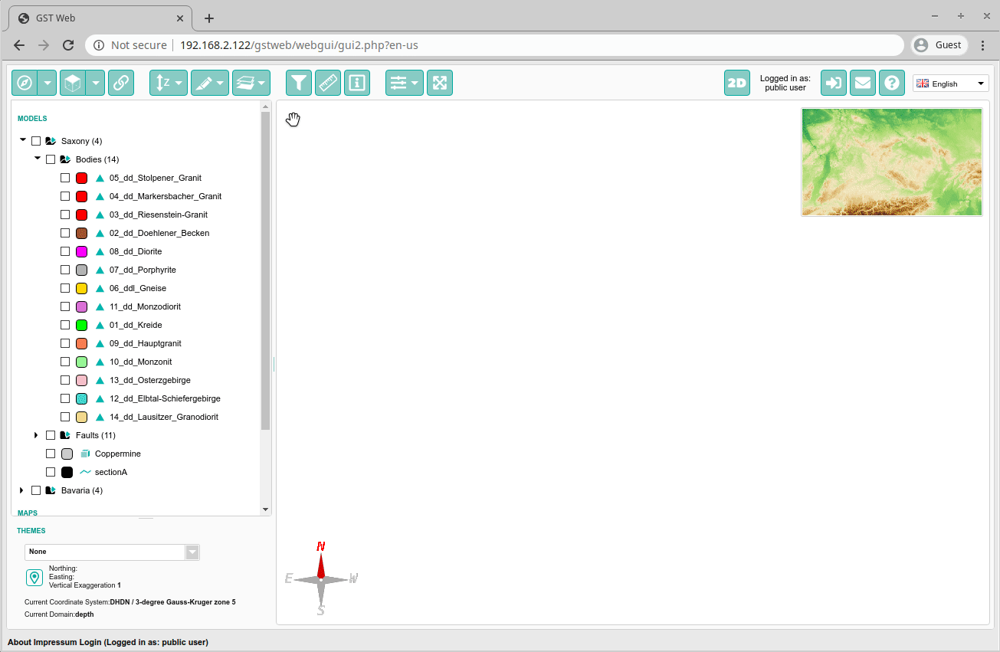 GST Web
Not secure
192.168.2.122/gstweb/webgui/gui2.php?en-us
Guest
Z
2D
Logged in as:
public user
English
MODELS
Saxony (4)
Bodies (14)
05_dd_Stolpener_Granit
04_dd_Markersbacher_Granit
03_dd_Riesenstein-Granit
02_dd_Doehlener_Becken
08_dd_Diorite
07_dd_Porphyrite
06_ddl_Gneise
11_dd_Monzodiorit
01_dd_Kreide
09_dd_Hauptgranit
10_dd_Monzonit
13_dd_Osterzgebirge
12_dd_Elbtal-Schiefergebirge
14_dd_Lausitzer_Granodiorit
Faults (11)
Coppermine
sectionA
Bavaria (4)
MAPS
THEMES
None
Northing:
Easting:
Vertical Exaggeration 1
Current Coordinate System:DHDN / 3-degree Gauss-Kruger zone 5
Current Domain:depth
N
E W
S
About Impressum Login (Logged in as: public user)